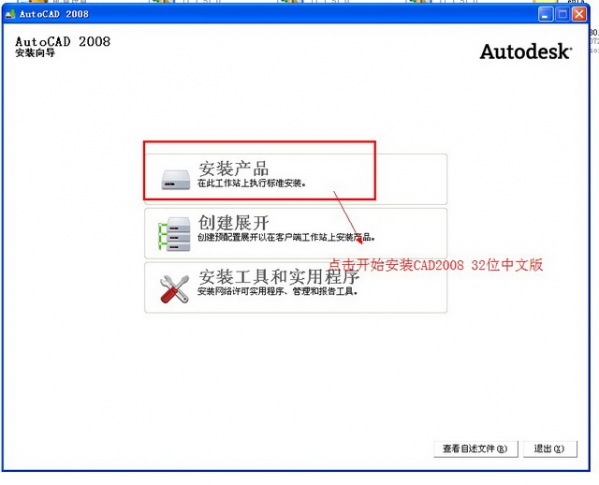 AutoCAD 2008
AutoCAD 2008
安装向导
Autodesk
安装产品
在此工作站上执行标准安装。
创建展开
创建预配置展开以在客户端工作站上安装产品。
点击开始安装CAD2008 32位中文版
安装工具和实用程序
安装网络许可实用程序、管理和报告工具。
查看自述文件(R)
退出(X)